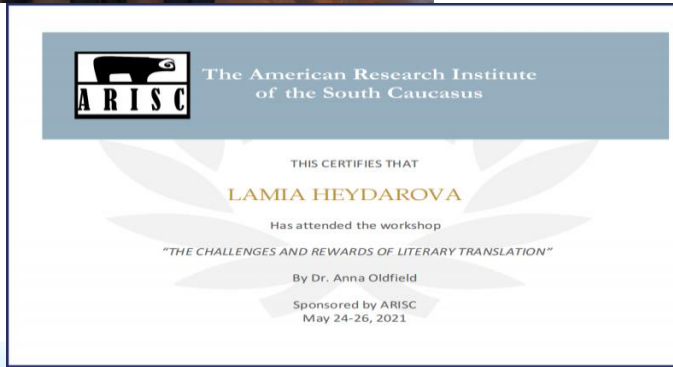 ARISC
The American Research Institute
of the South Caucasus
THIS CERTIFIES THAT
LAMIA HEYDAROVA
Has attended the workshop
"THE CHALLENGES AND REWARDS OF LITERARY TRANSLATION"
By Dr. Anna Oldfield
Sponsored by ARISC
May 24-26, 2021